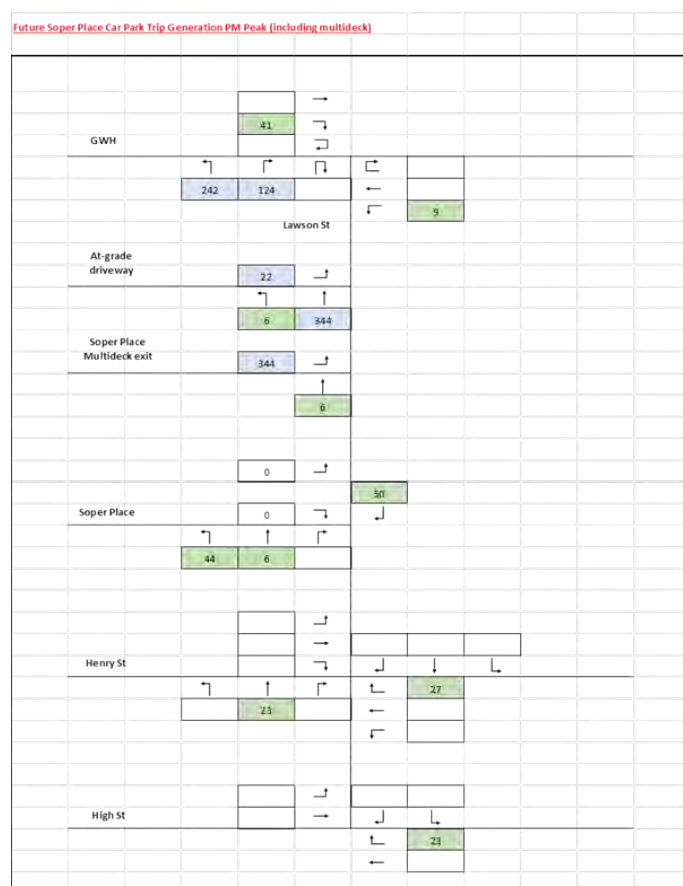 Future Soper Place Car Park Trip Generation PM Peak (including multideck)
41
GWH
242 124
9
Lawson St
At-grade
driveway
22
6 344
Soper Place
Multideck exit
344
6
0
50
Soper Place
0
44 6
Henry St
27
23
High St
23